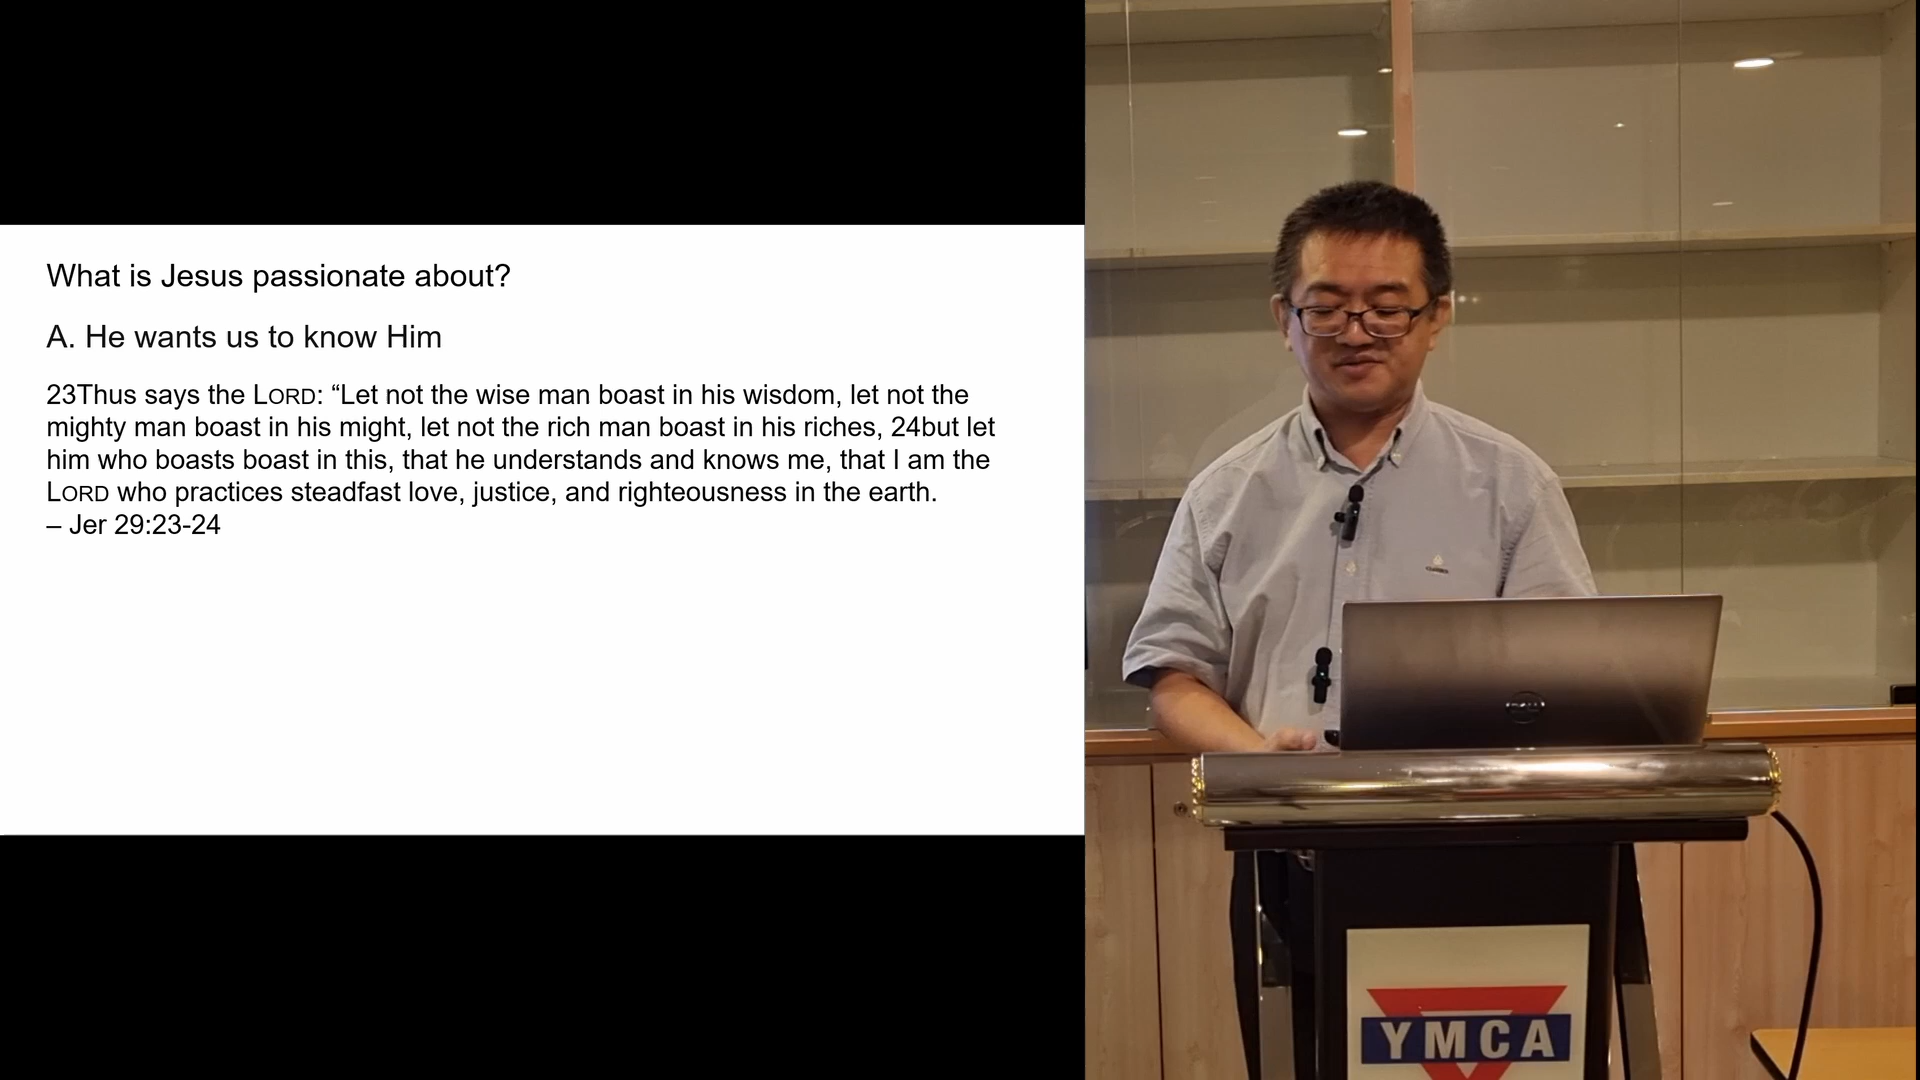 What is Jesus passionate about?
A. He wants us to know Him
23Thus says the LORD: “Let not the wise man boast in his wisdom, let not the
mighty man boast in his might, let not the rich man boast in his riches, 24but let
him who boasts boast in this, that he understands and knows me, that I am the
LORD who practices steadfast love, justice, and righteousness in the earth.
– Jer 29:23-24
DELL
YMCA